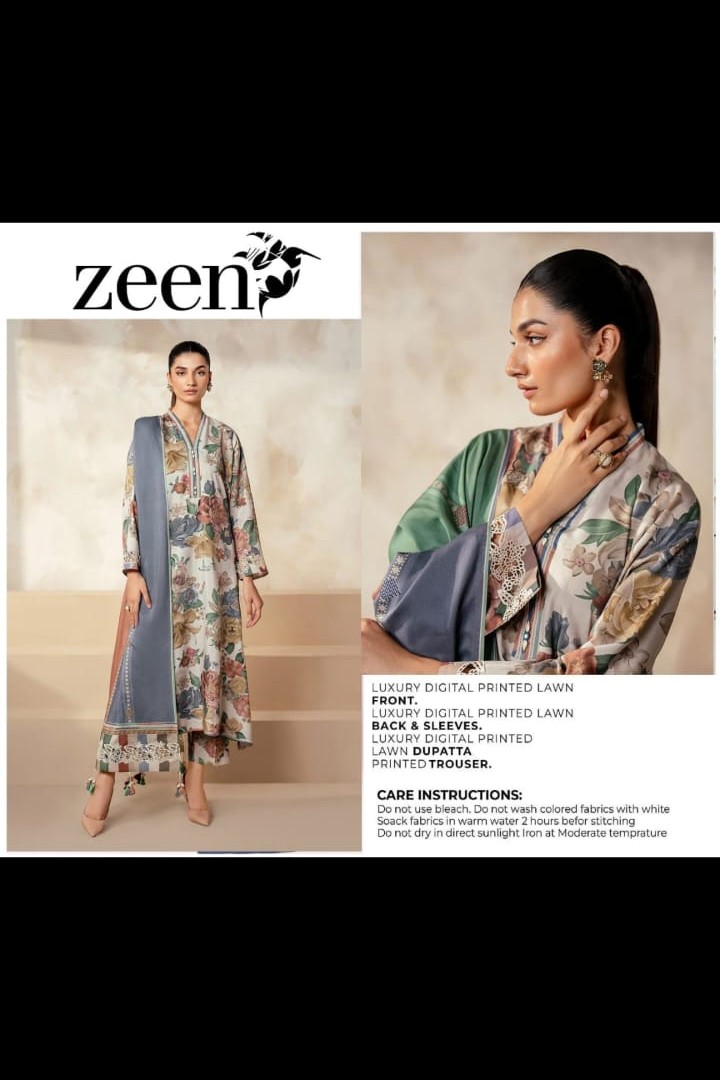 zeen
LUXURY DIGITAL PRINTED LAWN
FRONT.
LUXURY DIGITAL PRINTED LAWN
BACK & SLEEVES.
LUXURY DIGITAL PRINTED
LAWN DUPATTA
PRINTED TROUSER.
CARE INSTRUCTIONS:
Do not use bleach. Do not wash colored fabrics with white
Soack fabrics in warm water 2 hours befor stitching
Do not dry in direct sunlight Iron at Moderate temprature